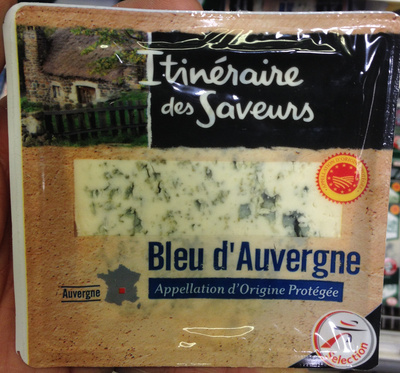 Itinéraire
des Saveurs
Bleu d'Auvergne
Appellation d'Origine Protégée
Auvergne
Sélection